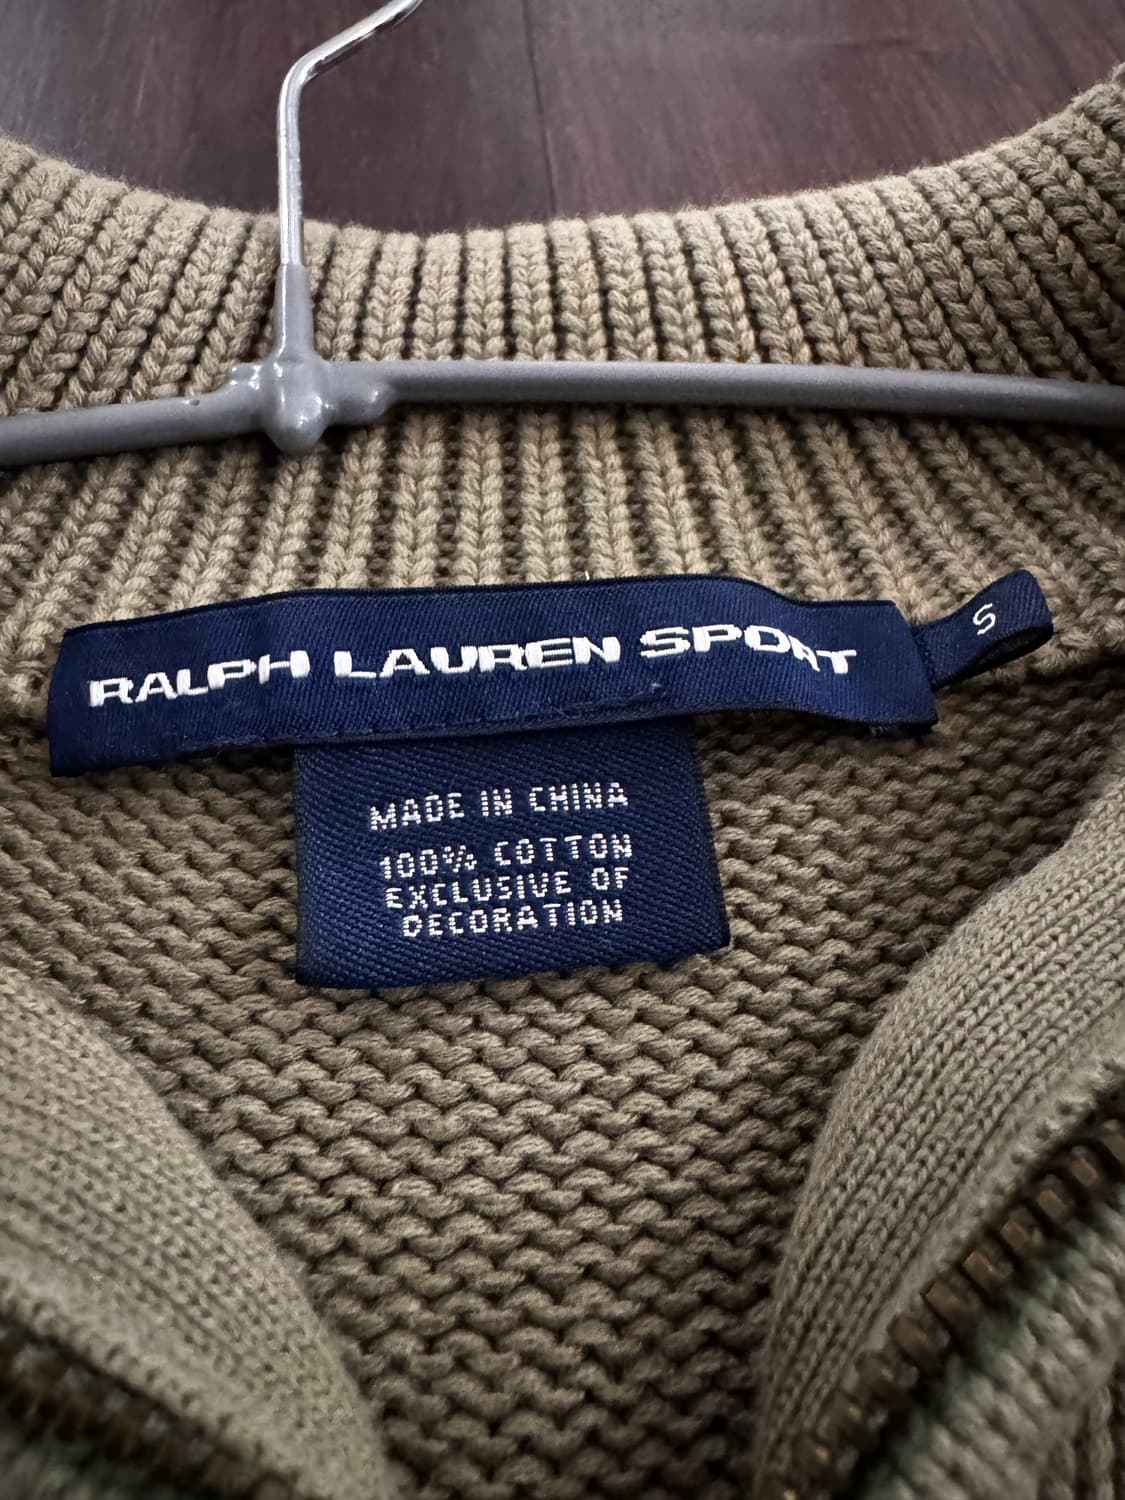 RALPH LAUREN SPORT
S
MADE IN CHINA
100% COTTON
EXCLUSIVE OF
DECORATION